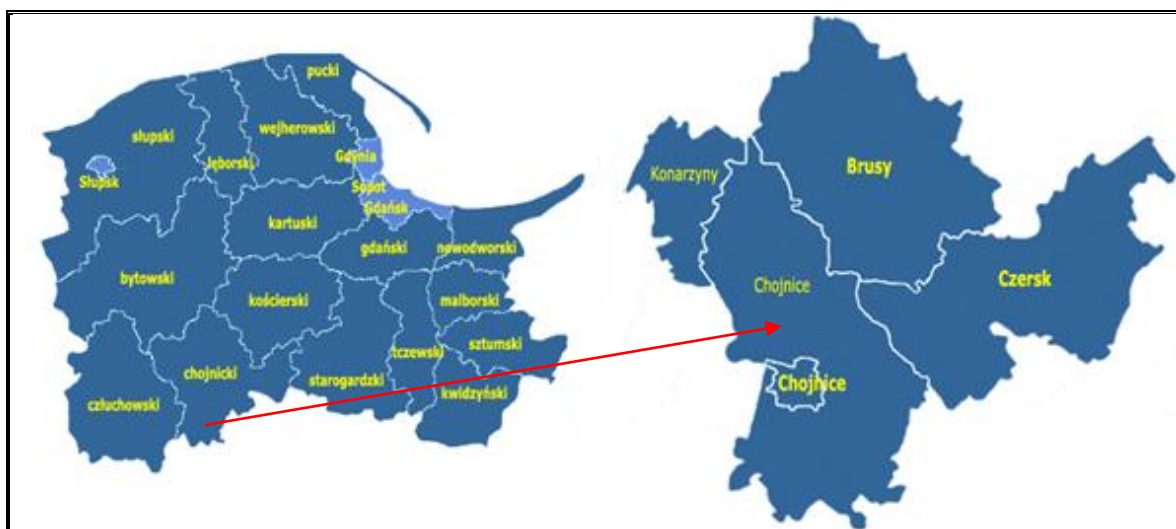 pucki
słupski
wejherowski
lęborski
Gdynia
Słupsk
Sopot
Gdańsk
kartuski
gdański
nowodworski
bytowski
kościerski
malborski
sztumski
tczewski
chojnicki
starogardzki
kwidzyński
człuchowski
Konarzyny
Brusy
Czersk
Chojnice
Chojnice